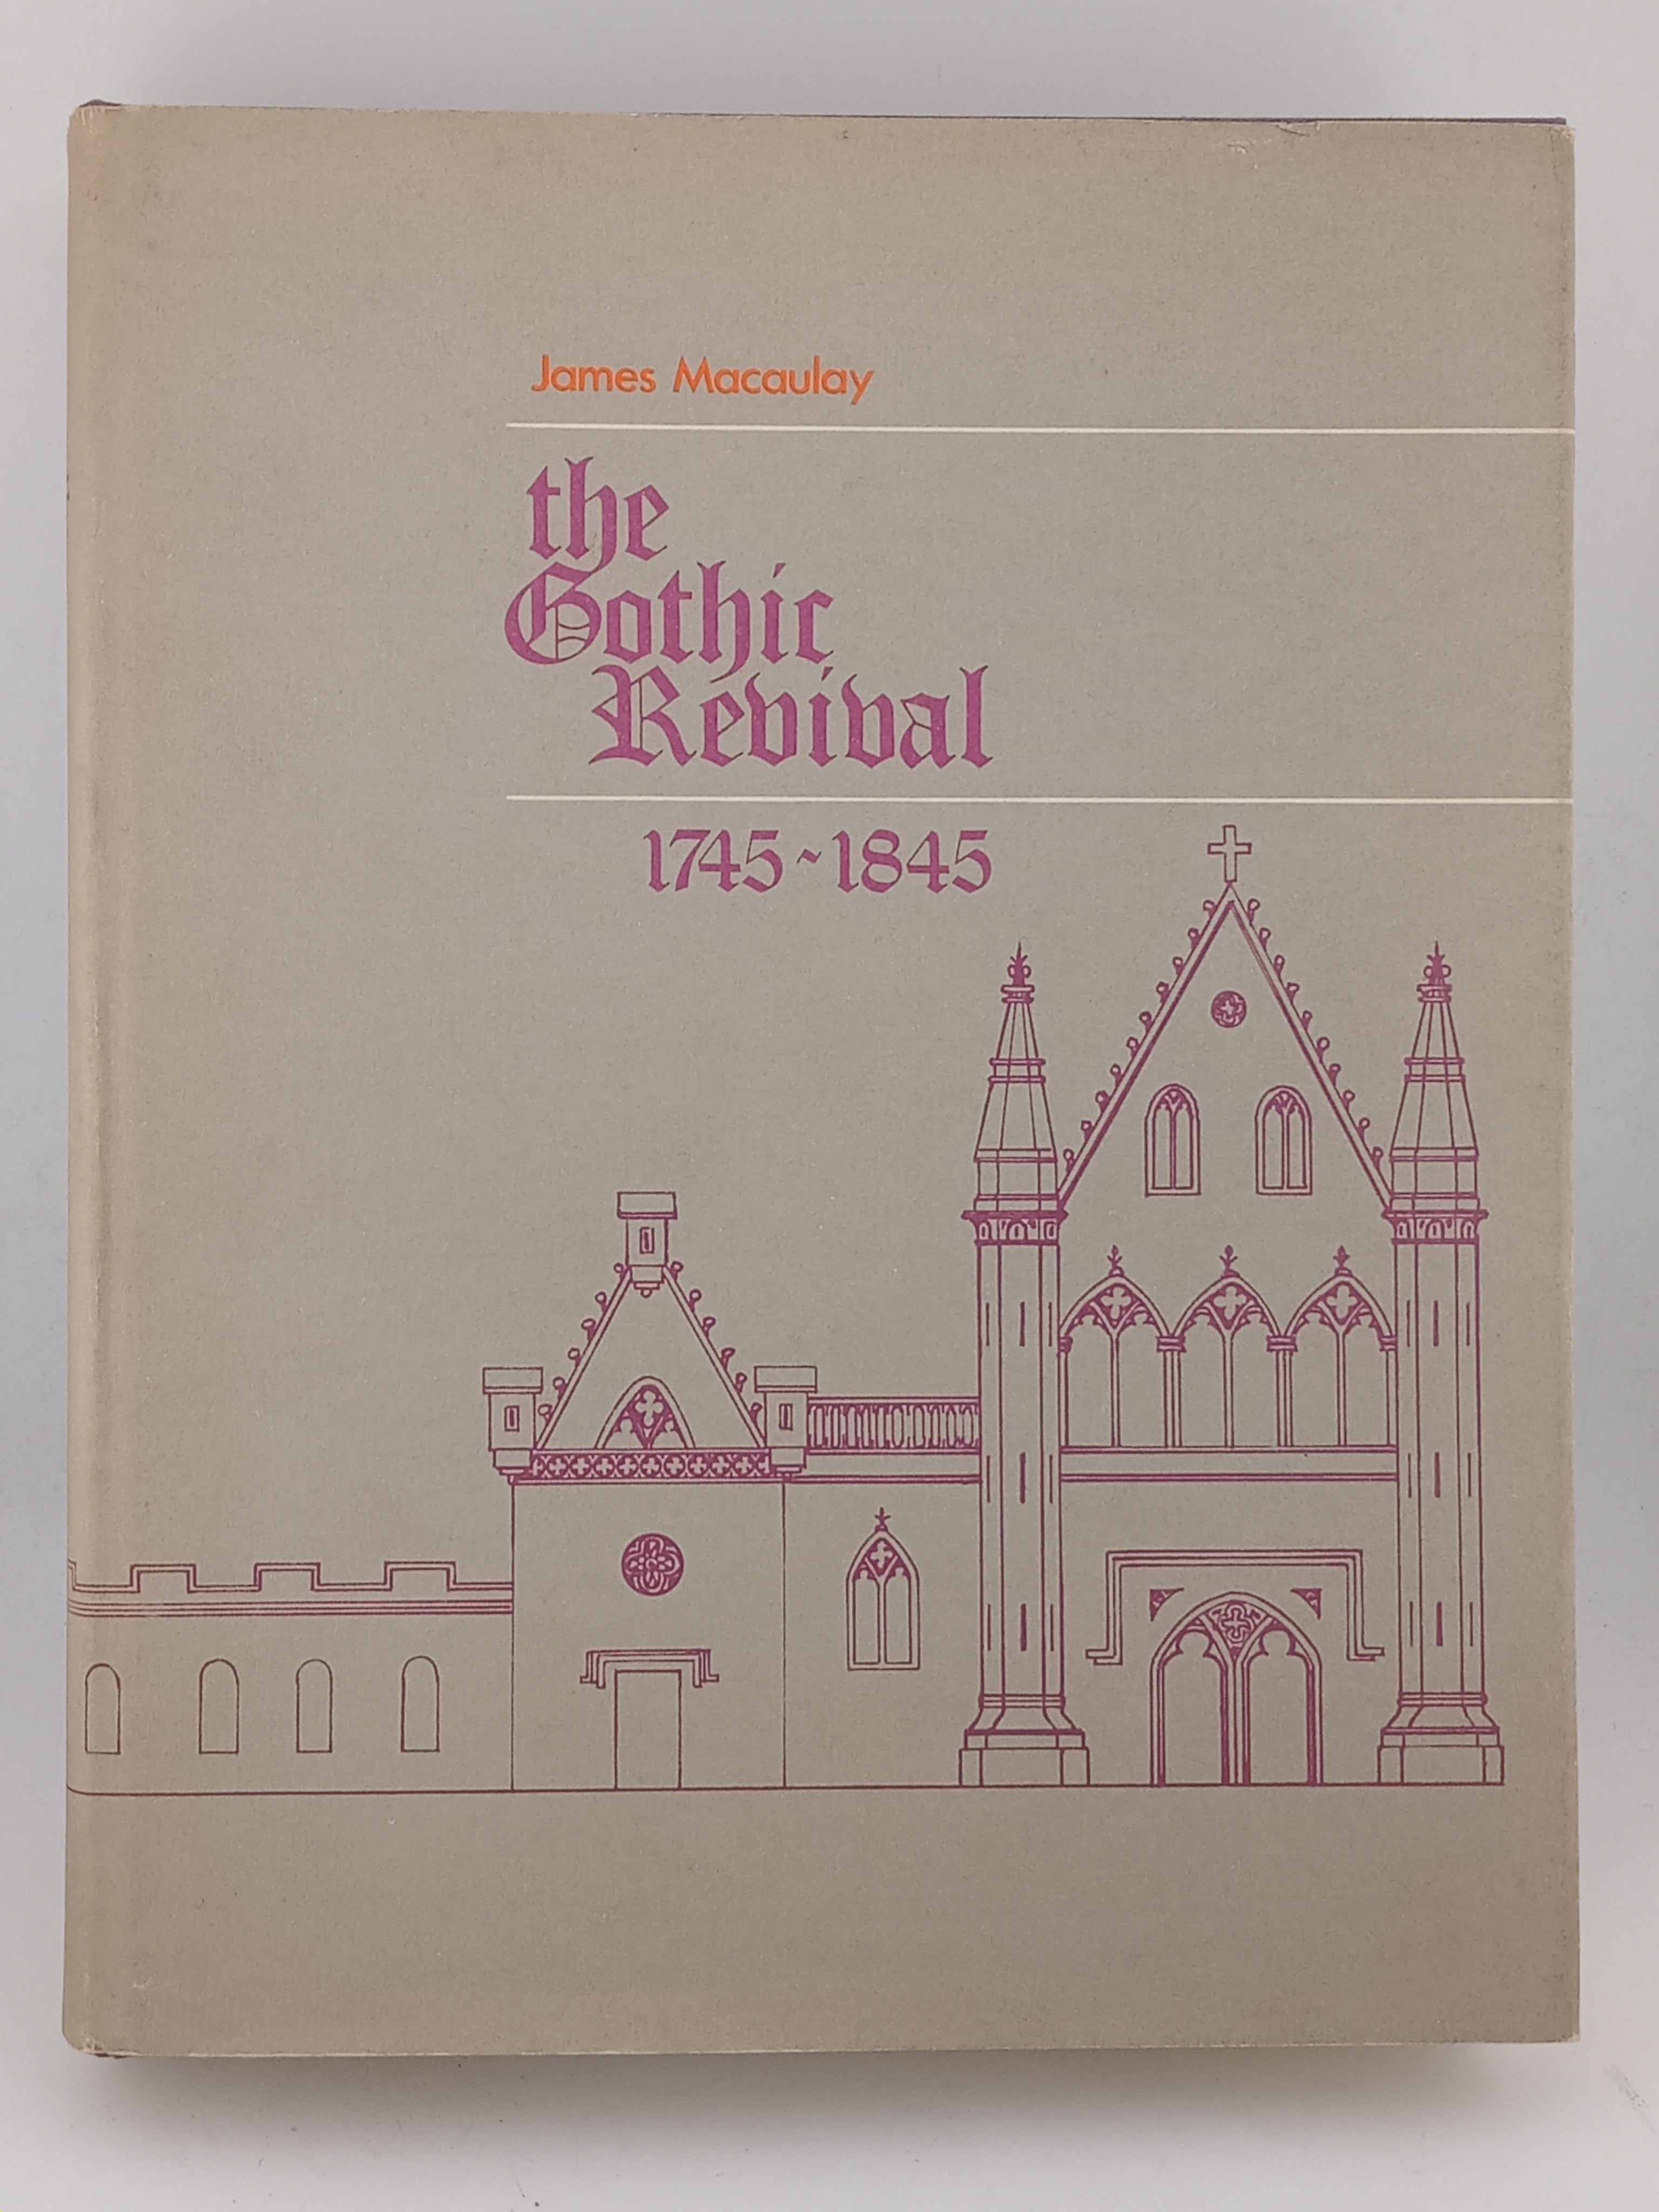 James Macaulay
the
Gothic
Revival
1745~1845